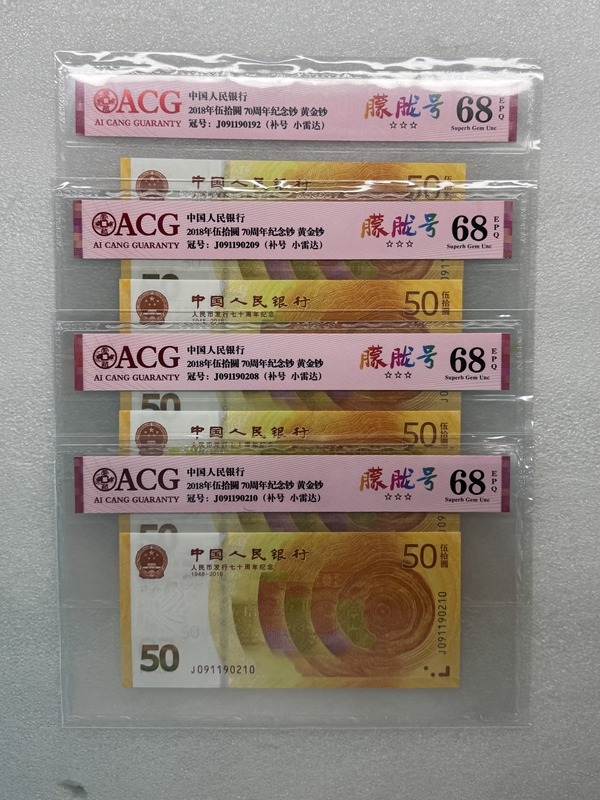 ACG
AI CANG GUARANTY
中国人民银行
2018年伍拾圆 70周年纪念钞 黄金钞
冠号：J091190192（补号 小雷达）
朦胧号
☆☆☆
68
EPQ
Superb Gem Unc
中国人民银行
50
ACG
AI CANG GUARANTY
中国人民银行
2018年伍拾圆 70周年纪念钞 黄金钞
冠号：J091190209（补号 小雷达）
朦胧号
☆☆☆
68
EPQ
Superb Gem Unc
中国人民银行
人民币发行七十周年纪念
50
伍拾圆
ACG
AI CANG GUARANTY
中国人民银行
2018年伍拾圆 70周年纪念钞 黄金钞
冠号：J091190208（补号 小雷达）
朦胧号
☆☆☆
68
EPQ
Superb Gem Unc
50
中国人民银行
50
ACG
AI CANG GUARANTY
中国人民银行
2018年伍拾圆 70周年纪念钞 黄金钞
冠号：J091190210（补号 小雷达）
朦胧号
☆☆☆
68
EPQ
Superb Gem Unc
中国人民银行
人民币发行七十周年纪念
1948-2018
50
伍拾圆
50
J091190210
J091190210